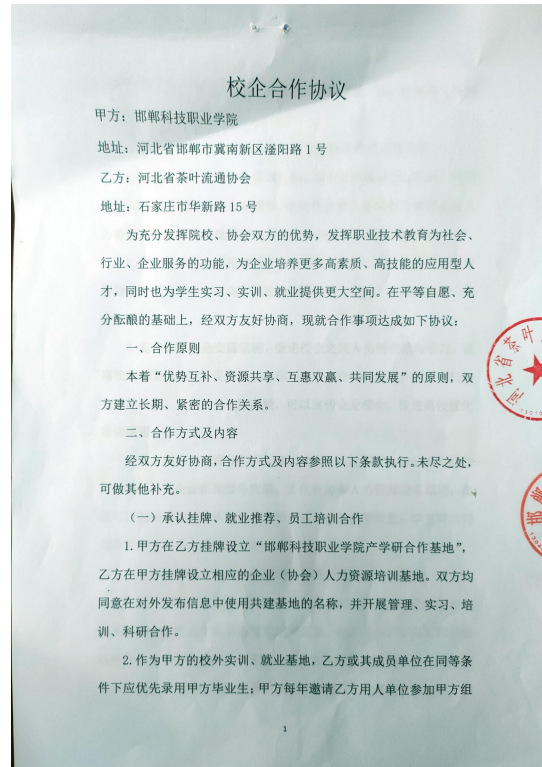 校企合作协议
甲方：邯郸科技职业学院
地址：河北省邯郸市冀南新区滏阳路1号
乙方：河北省茶叶流通协会
地址：石家庄市华新路15号
为充分发挥院校、协会双方的优势，发挥职业技术教育为社会、
行业、企业服务的功能，为企业培养更多高素质、高技能的应用型人
才，同时也为学生实习、实训、就业提供更大空间。在平等自愿、充
分酝酿的基础上，经双方友好协商，现就合作事项达成如下协议：
一、合作原则
本着“优势互补、资源共享、互惠双赢、共同发展”的原则，双
方建立长期、紧密的合作关系。
二、合作方式及内容
经双方友好协商，合作方式及内容参照以下条款执行。未尽之处，
可做其他补充。
（一）承认挂牌、就业推荐、员工培训合作
1.甲方在乙方挂牌设立“邯郸科技职业学院产学研合作基地”，
乙方在甲方挂牌设立相应的企业（协会）人力资源培训基地。双方均
同意在对外发布信息中使用共建基地的名称，并开展管理、实习、培
训、科研合作。
2.作为甲方的校外实训、就业基地，乙方或其成员单位在同等条
件下应优先录用甲方毕业生；甲方每年邀请乙方用人单位参加甲方组
1
河北省茶叶
邯郸